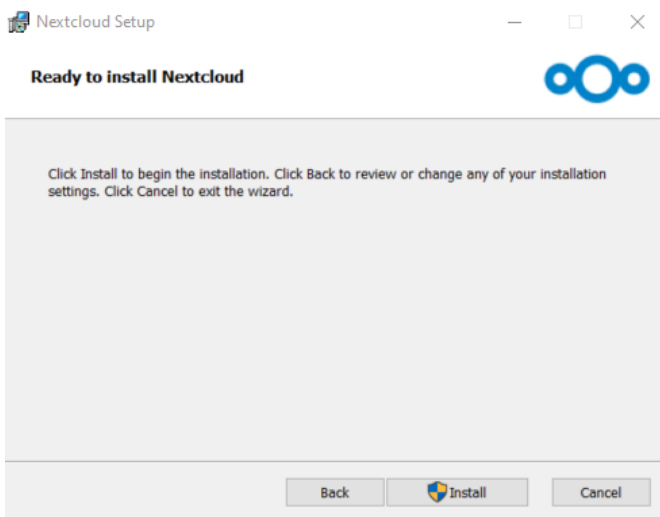 Nextcloud Setup
Ready to install Nextcloud
Click Install to begin the installation. Click Back to review or change any of your installation
settings. Click Cancel to exit the wizard.
Back Install Cancel